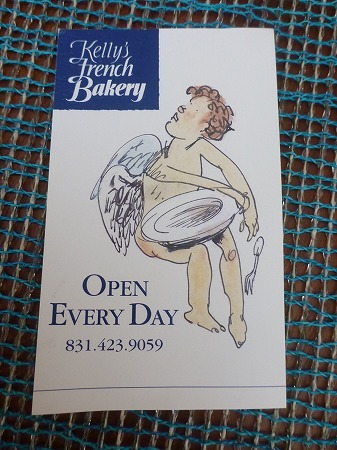 Kelly's
French
Bakery
OPEN
EVERY DAY
831.423.9059